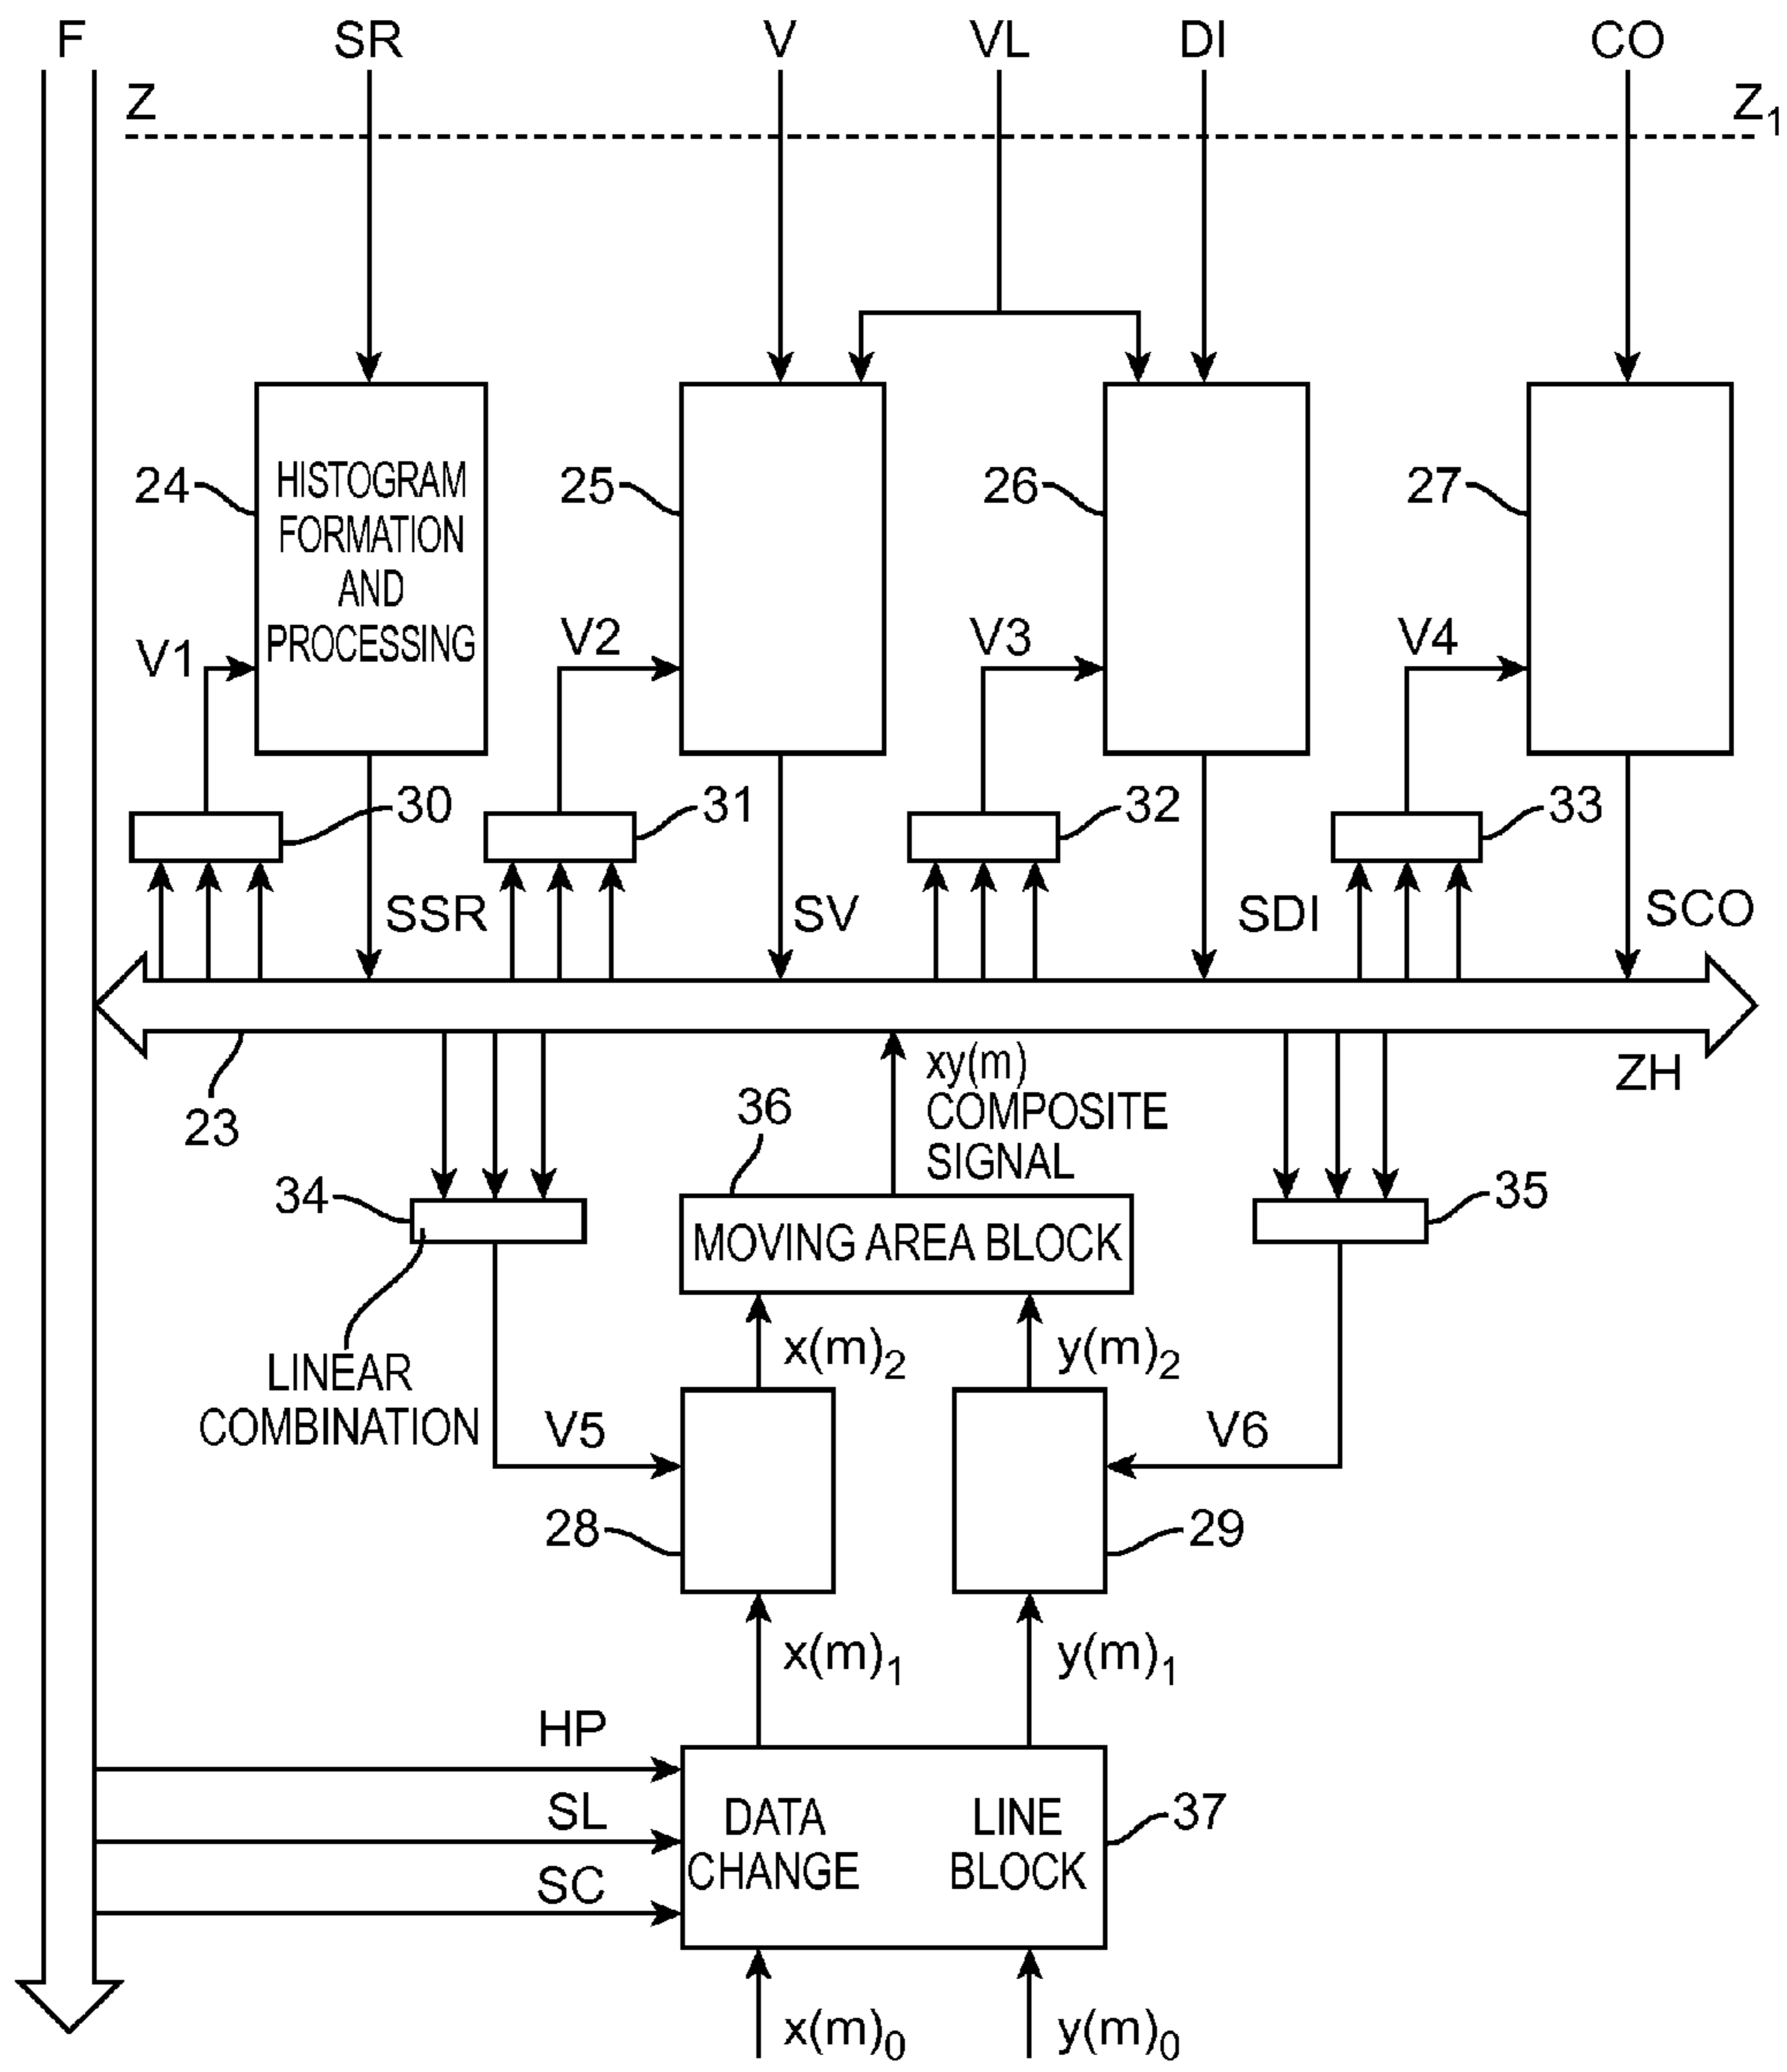 F SR V VL DI CO
Z Z1
24 HISTOGRAM FORMATION AND PROCESSING 25 26 27
V1 V2 V3 V4
30 31 32 33
SSR SV SDI SCO
23 ZH
xy(m)
COMPOSITE
SIGNAL
36
34 MOVING AREA BLOCK 35
LINEAR
COMBINATION
x(m)2 y(m)2
V5 V6
28 29
x(m)1 y(m)1
HP
SL
SC
DATA
CHANGE
LINE
BLOCK
37
x(m)0 y(m)0